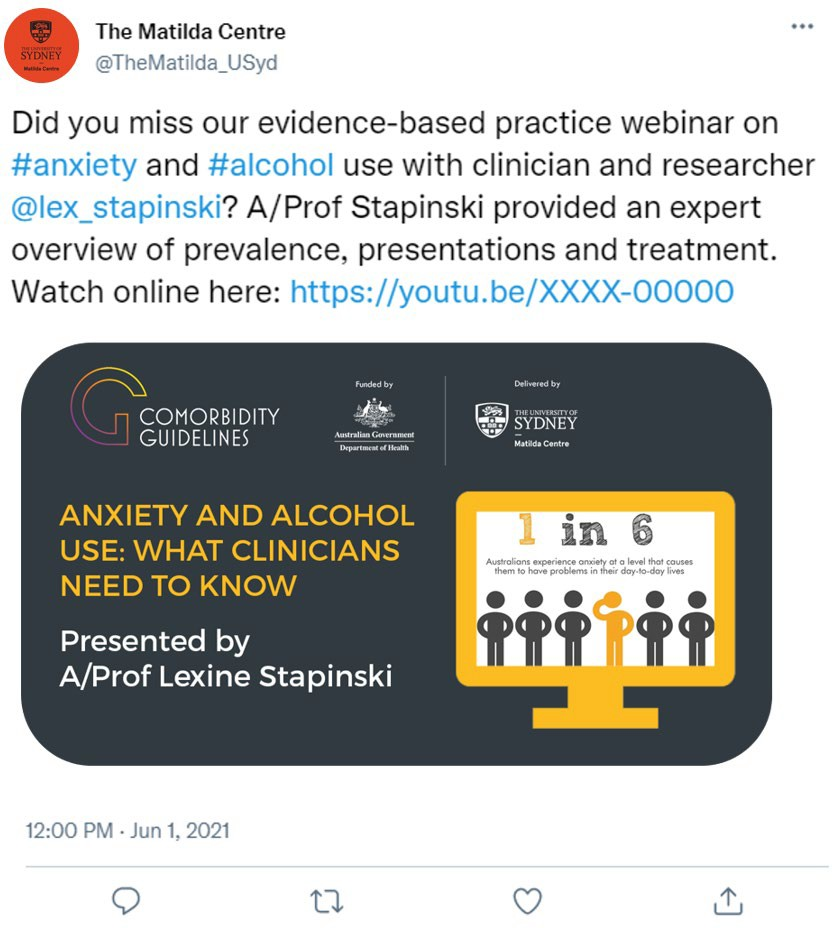 The Matilda Centre
@TheMatilda_USyd
THE UNIVERSITY OF
SYDNEY
Matilda Centre
Did you miss our evidence-based practice webinar on
#anxiety and #alcohol use with clinician and researcher
@lex_stapinski? A/Prof Stapinski provided an expert
overview of prevalence, presentations and treatment.
Watch online here: https://youtu.be/XXXX-00000
COMORBIDITY
GUIDELINES
Funded by
Australian Government
Department of Health
Delivered by
THE UNIVERSITY OF
SYDNEY
Matilda Centre
ANXIETY AND ALCOHOL
USE: WHAT CLINICIANS
NEED TO KNOW
Presented by
A/Prof Lexine Stapinski
1 in 6
Australians experience anxiety at a level that causes
them to have problems in their day-to-day lives
12:00 PM · Jun 1, 2021